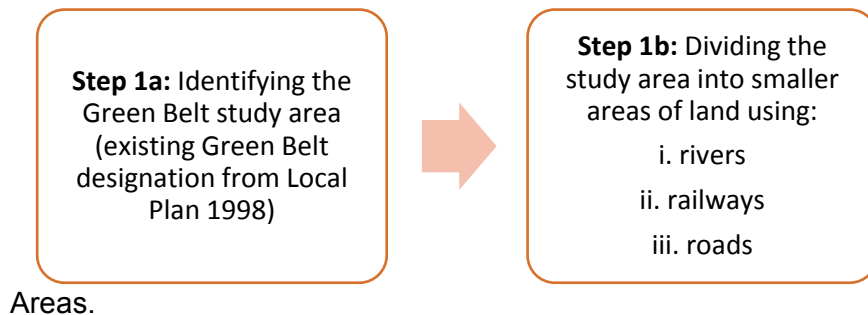 Step 1a: Identifying the
Green Belt study area
(existing Green Belt
designation from Local
Plan 1998)
Step 1b: Dividing the
study area into smaller
areas of land using:
i. rivers
ii. railways
iii. roads
Areas.